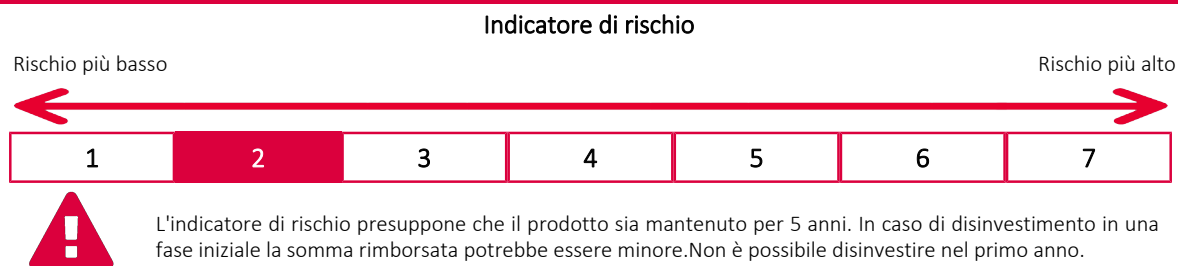 Indicatore di rischio
Rischio più basso Rischio più alto
1 2 3 4 5 6 7
L'indicatore di rischio presuppone che il prodotto sia mantenuto per 5 anni. In caso di disinvestimento in una
fase iniziale la somma rimborsata potrebbe essere minore.Non è possibile disinvestire nel primo anno.